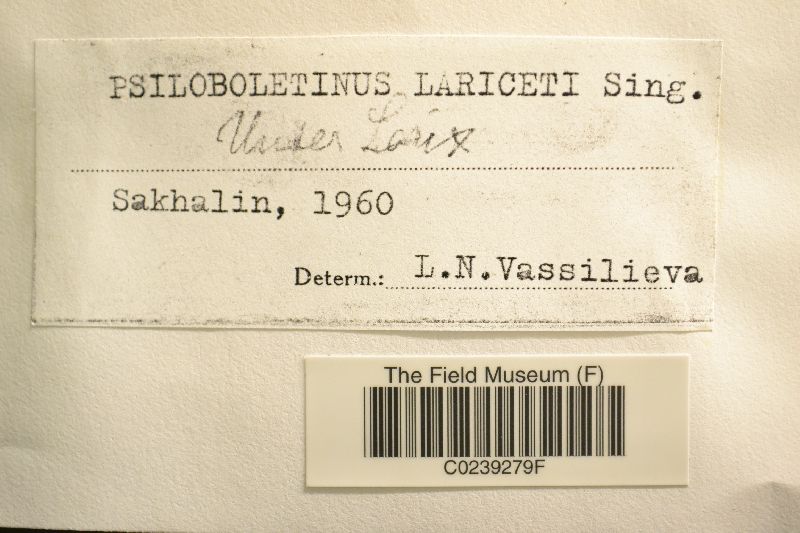 PSILOBOLETINUS LARICETI Sing.
Under Larix
Sakhalin, 1960
Determ.: L.N.Vassilieva
The Field Museum (F)
C0239279F